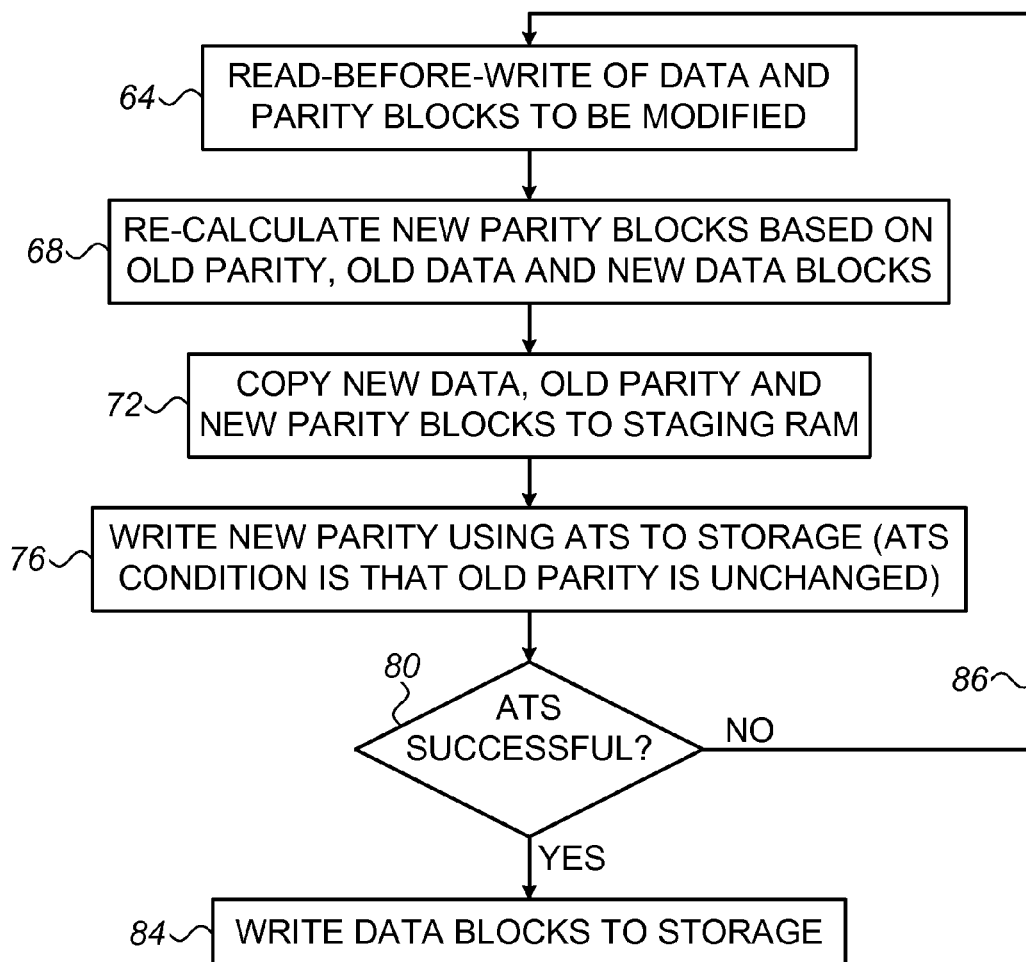 64
READ-BEFORE-WRITE OF DATA AND
PARITY BLOCKS TO BE MODIFIED
68
RE-CALCULATE NEW PARITY BLOCKS BASED ON
OLD PARITY, OLD DATA AND NEW DATA BLOCKS
72
COPY NEW DATA, OLD PARITY AND
NEW PARITY BLOCKS TO STAGING RAM
76
WRITE NEW PARITY USING ATS TO STORAGE (ATS
CONDITION IS THAT OLD PARITY IS UNCHANGED)
80
ATS
SUCCESSFUL?
NO
86
YES
84
WRITE DATA BLOCKS TO STORAGE